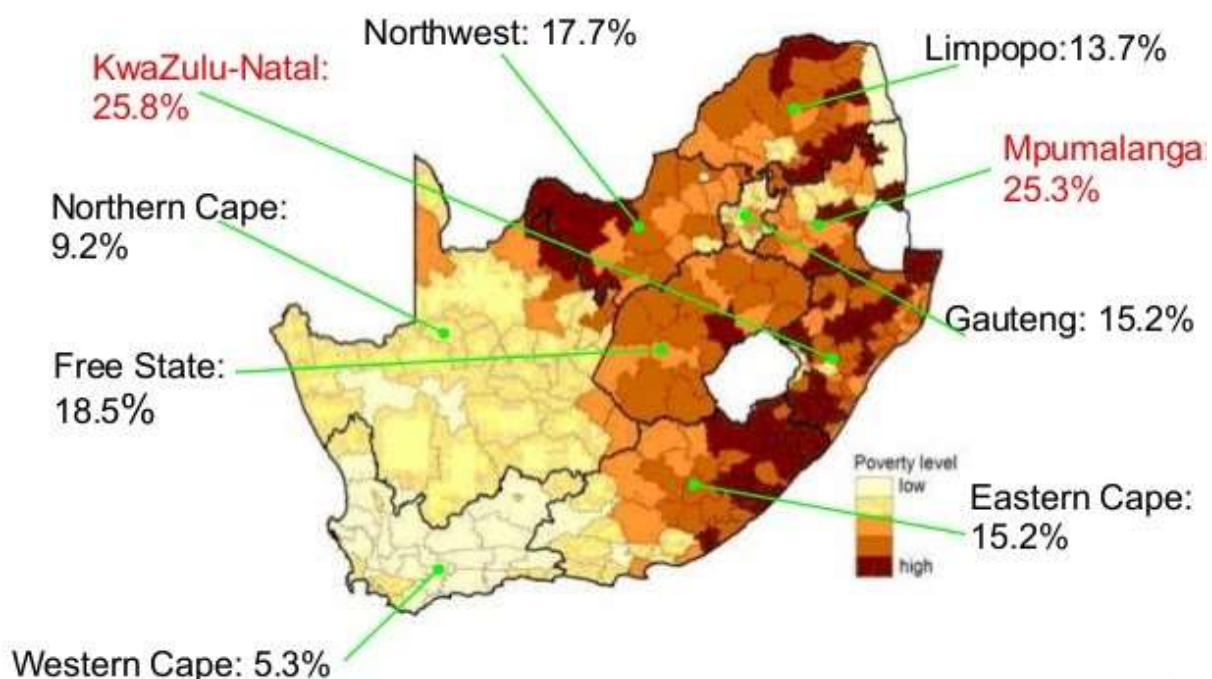 Northwest: 17.7%
Limpopo:13.7%
KwaZulu-Natal:
25.8%
Mpumalanga:
25.3%
Northern Cape:
9.2%
Gauteng: 15.2%
Free State:
18.5%
Poverty level
low
high
Eastern Cape:
15.2%
Western Cape: 5.3%